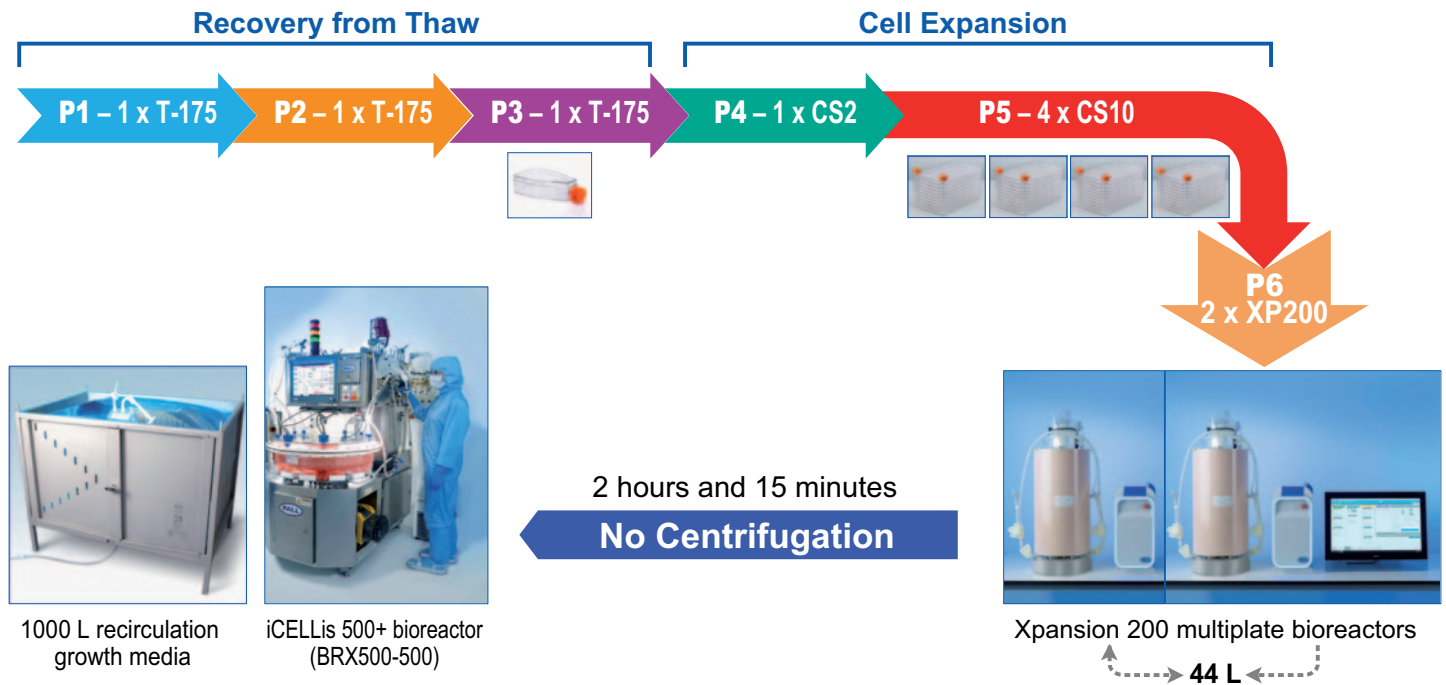 Recovery from Thaw
Cell Expansion
P1 – 1 x T-175
P2 – 1 x T-175
P3 – 1 x T-175
P4 – 1 x CS2
P5 – 4 x CS10
P6
2 x XP200
2 hours and 15 minutes
No Centrifugation
PALL
1000 L recirculation
growth media
iCELLis 500+ bioreactor
(BRX500-500)
Xpansion 200 multiplate bioreactors
44 L